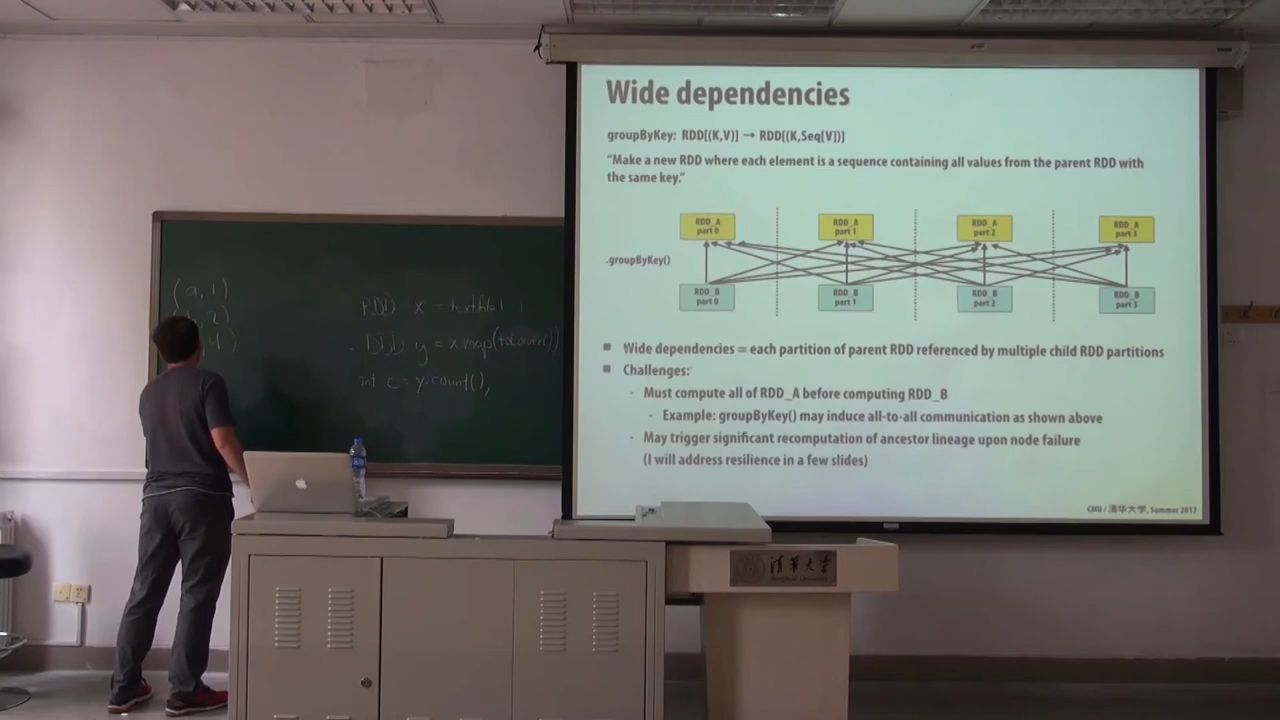 Wide dependencies
groupByKey: RDD[(K,V)] → RDD[(K,Seq[V])]
"Make a new RDD where each element is a sequence containing all values from the parent RDD with
the same key."
RDD_A part 0
RDD_A part 1
RDD_A part 2
RDD_A part 3
.groupByKey()
RDD_B part 0
RDD_B part 1
RDD_B part 2
RDD_B part 3
Wide dependencies = each partition of parent RDD referenced by multiple child RDD partitions
Challenges:
- Must compute all of RDD_A before computing RDD_B
- Example: groupByKey() may induce all-to-all communication as shown above
- May trigger significant recomputation of ancestor lineage upon node failure
(I will address resilience in a few slides)
CMU / 清华大学, Summer 2017
(a, 1)
, 2)
4)
RDD x =
y = x.map(toLower())
int c = y.count();
清华大学
Tsinghua University